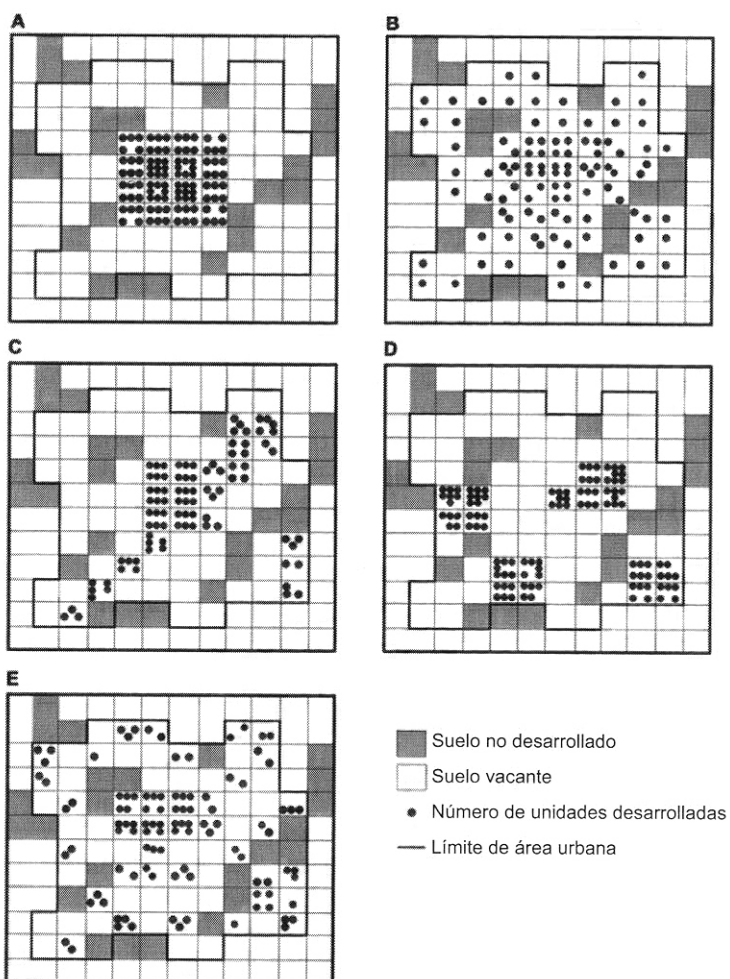 A
B
C
D
E
Suelo no desarrollado
Suelo vacante
Número de unidades desarrolladas
Límite de área urbana